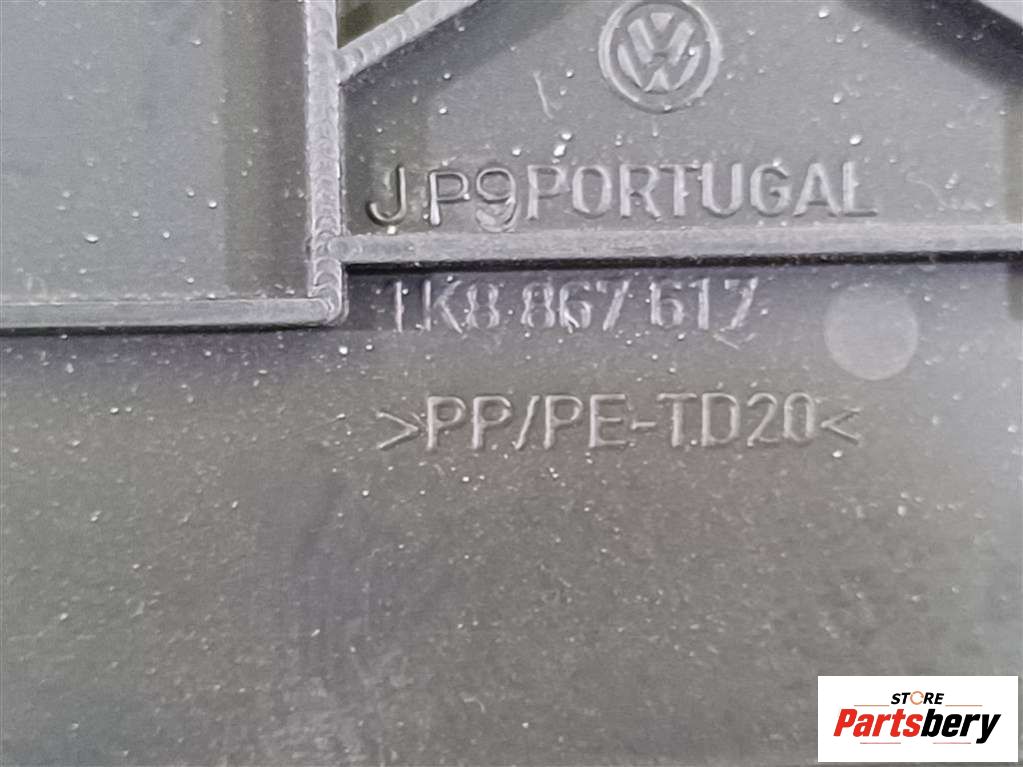 JP9PORTUGAL
1K8 867 617
>PP/PE-TD20<
STORE
Partsbery